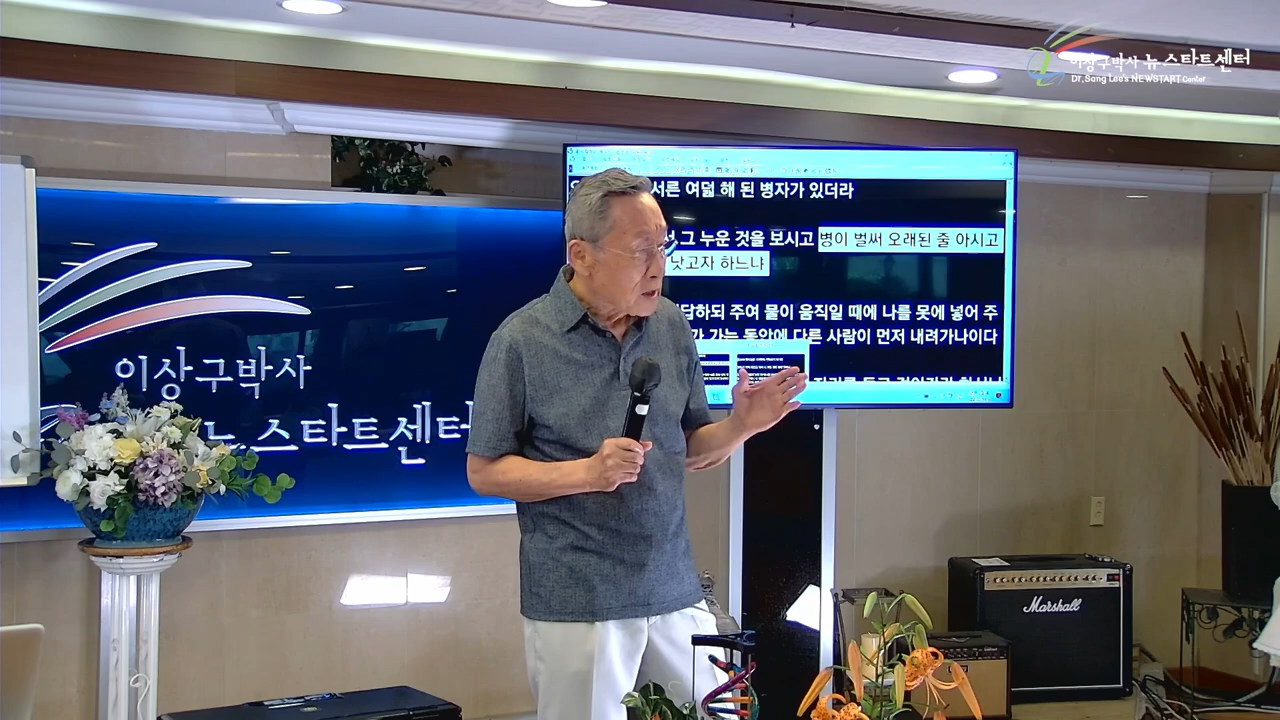 이상구박사 뉴스타트센터
Dr. Sang Lee's NEWSTART Center
서른 여덟 해 된 병자가 있더라
그 누운 것을 보시고 병이 벌써 오래된 줄 아시고
낫고자 하느냐
대답하되 주여 물이 움직일 때에 나를 못에 넣어 주
가는 동안에 다른 사람이 먼저 내려가나이다
이상구박사
뉴스타트센터
Marshall